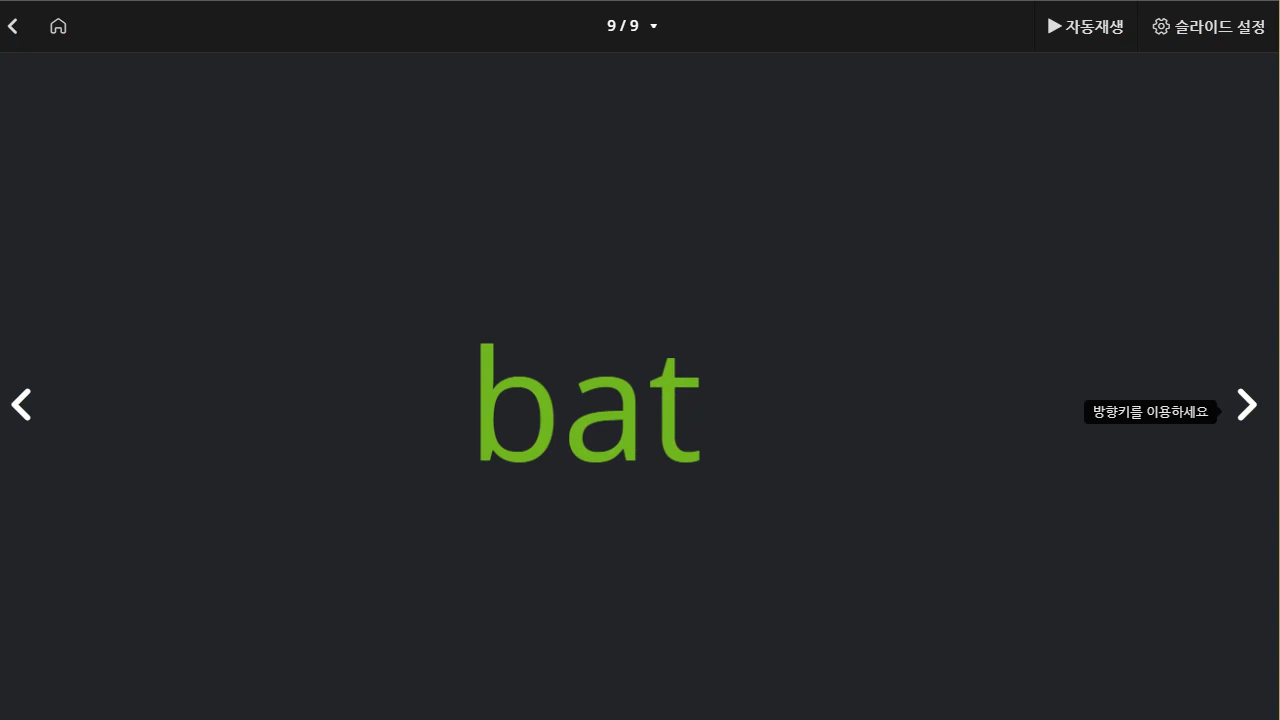 9 / 9
자동재생
슬라이드 설정
bat
방향키를 이용하세요